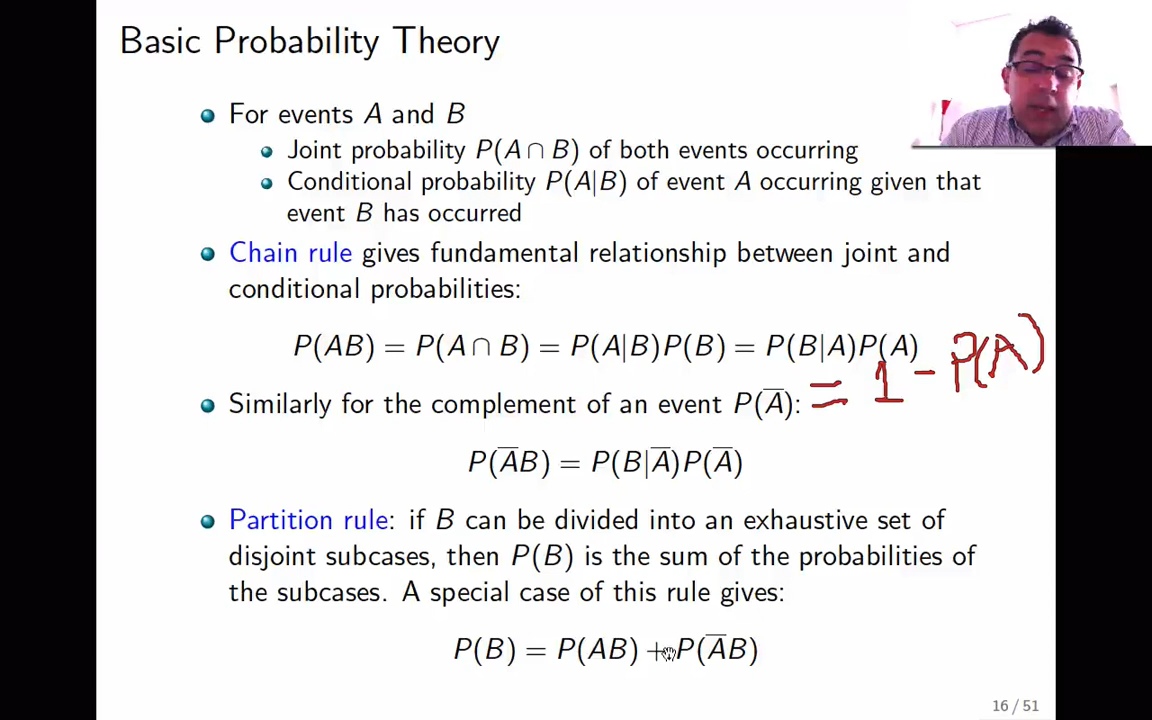 Basic Probability Theory
For events A and B
Joint probability P(A ∩ B) of both events occurring
Conditional probability P(A|B) of event A occurring given that
event B has occurred
Chain rule gives fundamental relationship between joint and
conditional probabilities:
P(AB) = P(A ∩ B) = P(A|B)P(B) = P(B|A)P(A)
Similarly for the complement of an event P(A̅): = 1 - P(A)
P(A̅B) = P(B|A̅)P(A̅)
Partition rule: if B can be divided into an exhaustive set of
disjoint subcases, then P(B) is the sum of the probabilities of
the subcases. A special case of this rule gives:
P(B) = P(AB) + P(A̅B)
16 / 51